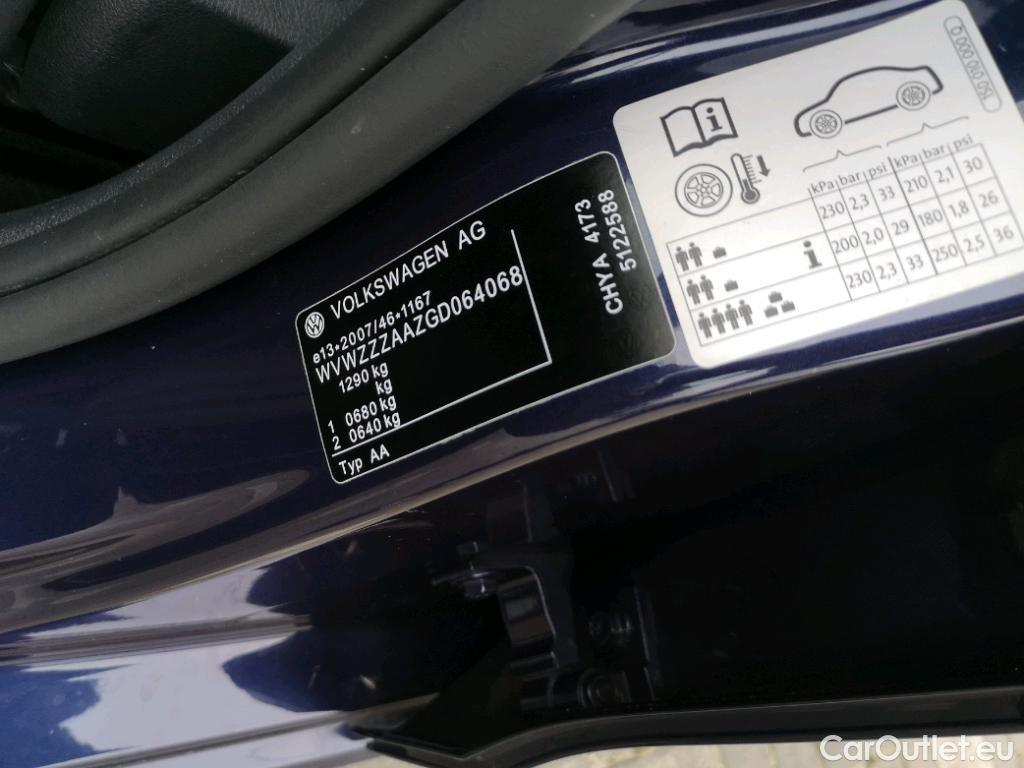 VOLKSWAGEN AG
e13*2007/46*1167
WVWZZZAAZGD064068
1290 kg
kg
1 0680 kg
2 0640 kg
Typ AA
CHYA 4173
5122588
i
kPa bar psi kPa bar psi
230 2,3 33 210 2,1 30
i 200 2,0 29 180 1,8 26
230 2,3 33 250 2,5 36
CarOutlet.eu